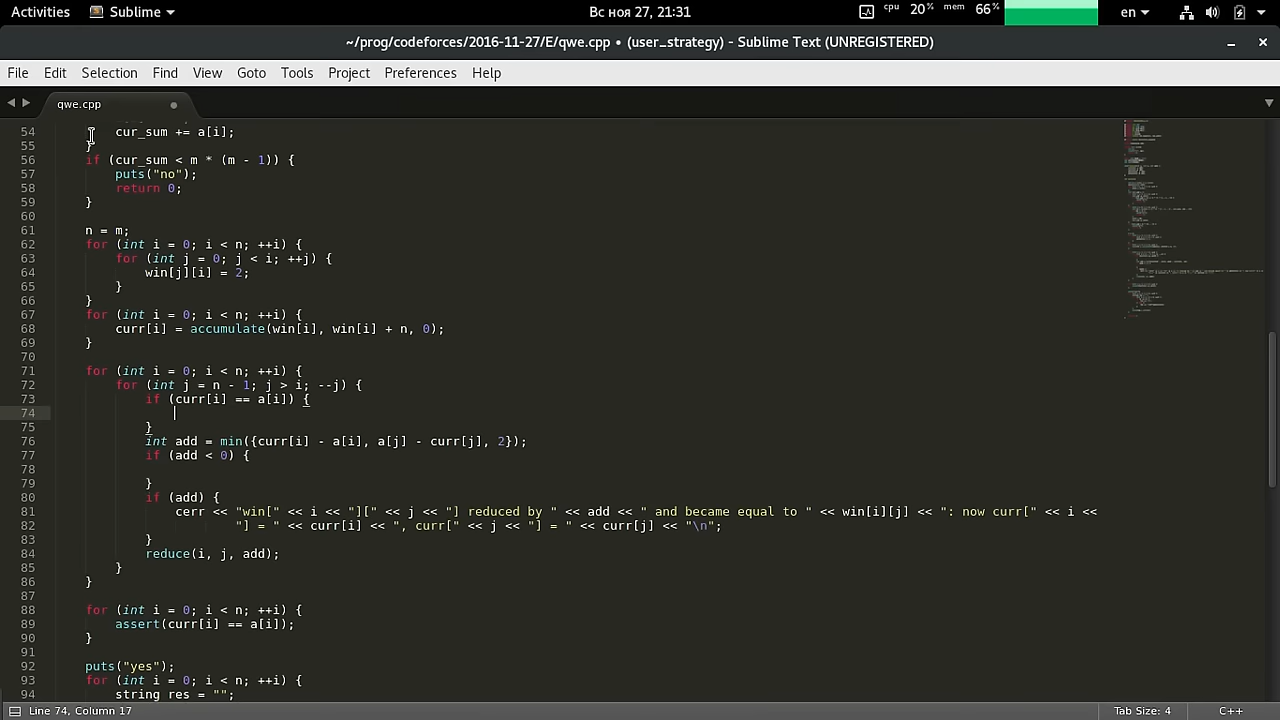 Activities Sublime Вс ноя 27, 21:31 cpu 20% mem 66% en
~/prog/codeforces/2016-11-27/E/qwe.cpp • (user_strategy) - Sublime Text (UNREGISTERED)
File Edit Selection Find View Goto Tools Project Preferences Help
qwe.cpp
54 cur_sum += a[i];
55 }
56 if (cur_sum < m * (m - 1)) {
57 puts("no");
58 return 0;
59 }
60
61 n = m;
62 for (int i = 0; i < n; ++i) {
63 for (int j = 0; j < i; ++j) {
64 win[j][i] = 2;
65 }
66 }
67 for (int i = 0; i < n; ++i) {
68 curr[i] = accumulate(win[i], win[i] + n, 0);
69 }
70
71 for (int i = 0; i < n; ++i) {
72 for (int j = n - 1; j > i; --j) {
73 if (curr[i] == a[i]) {
74
75 }
76 int add = min({curr[i] - a[i], a[j] - curr[j], 2});
77 if (add < 0) {
78
79 }
80 if (add) {
81 cerr << "win[" << i << "][" << j << "] reduced by " << add << " and became equal to " << win[i][j] << ": now curr[" << i <<
82 "] = " << curr[i] << ", curr[" << j << "] = " << curr[j] << "\n";
83 }
84 reduce(i, j, add);
85 }
86 }
87
88 for (int i = 0; i < n; ++i) {
89 assert(curr[i] == a[i]);
90 }
91
92 puts("yes");
93 for (int i = 0; i < n; ++i) {
94 string res = "";
Line 74, Column 17 Tab Size: 4 C++